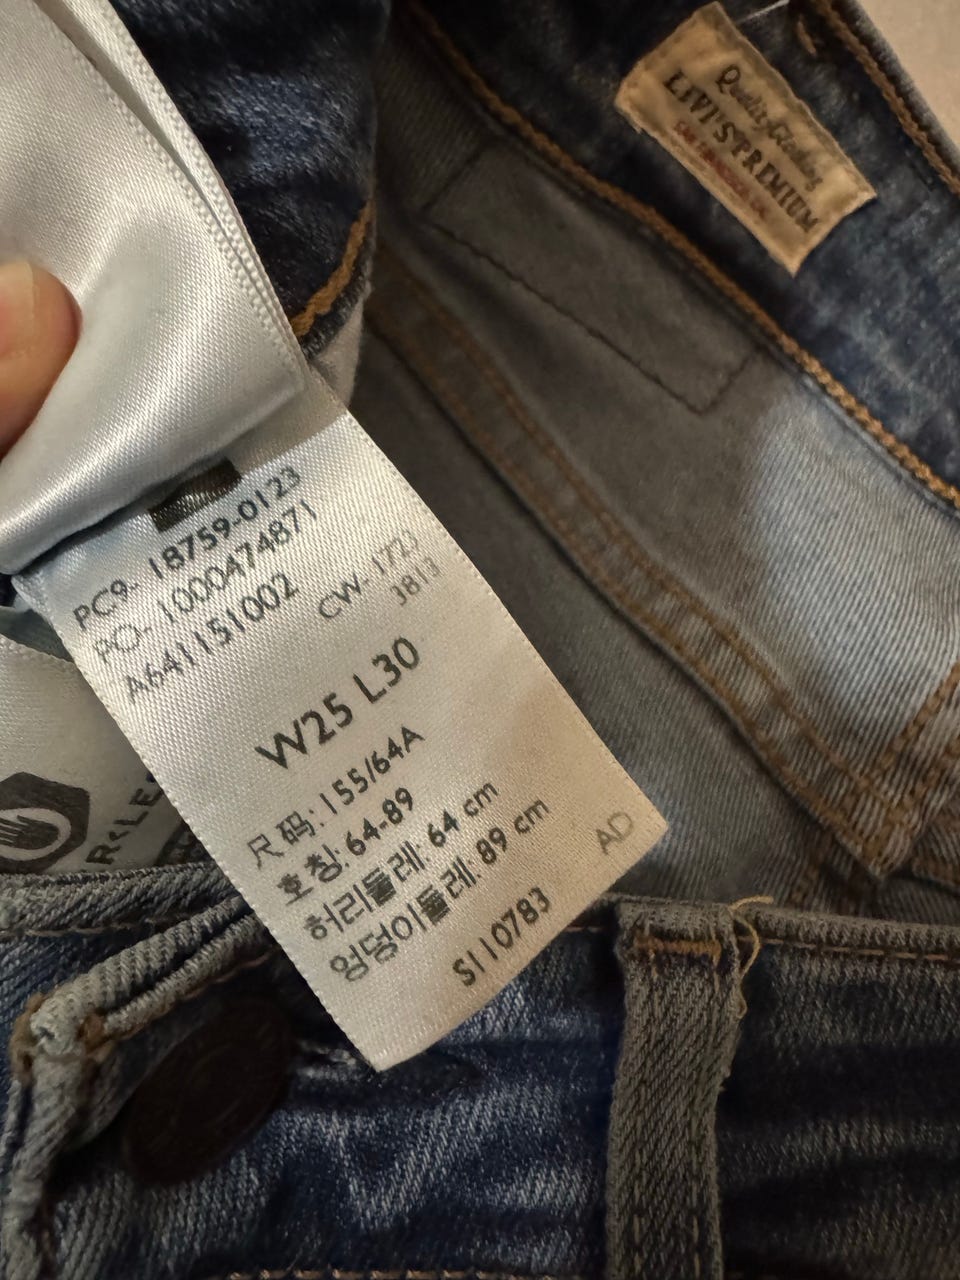 Quality Clothing
LEVI'S PREMIUM
PC9- 18759-0123
PO- 1000474871
A641151002
CW- 1723
3813
W25 L30
尺码: 155/64A
호칭: 64-89
허리둘레: 64 cm
엉덩이둘레: 89 cm
AD
S110783